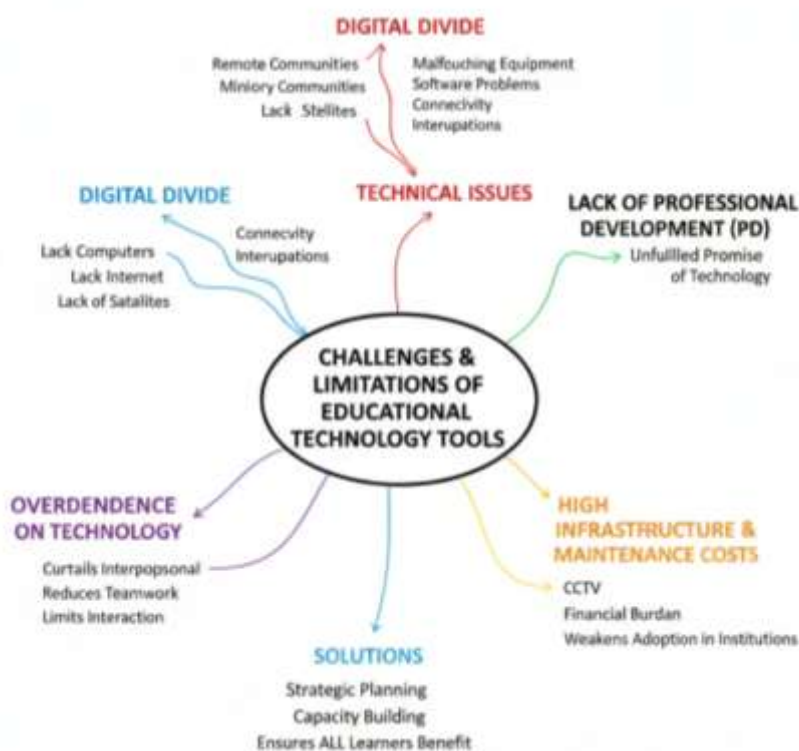 DIGITAL DIVIDE
Remote Communities
Miniory Communities
Lack Stellites
Malfouching Equipment
Software Problems
Connecivity
Interupations
TECHNICAL ISSUES
DIGITAL DIVIDE
Lack Computers
Lack Internet
Lack of Satalites
Connecvity
Interupations
LACK OF PROFESSIONAL
DEVELOPMENT (PD)
Unfullled Promise
of Technology
CHALLENGES &
LIMITATIONS OF
EDUCATIONAL
TECHNOLOGY TOOLS
OVERDENDENCE
ON TECHNOLOGY
Curtails Interpopsonal
Reduces Teamwork
Limits Interaction
HIGH
INFRASTFRUCTURE &
MAINTENANCE COSTS
CCTV
Financial Burdan
Weakens Adoption in Institutions
SOLUTIONS
Strategic Planning
Capacity Building
Ensures ALL Learners Benefit